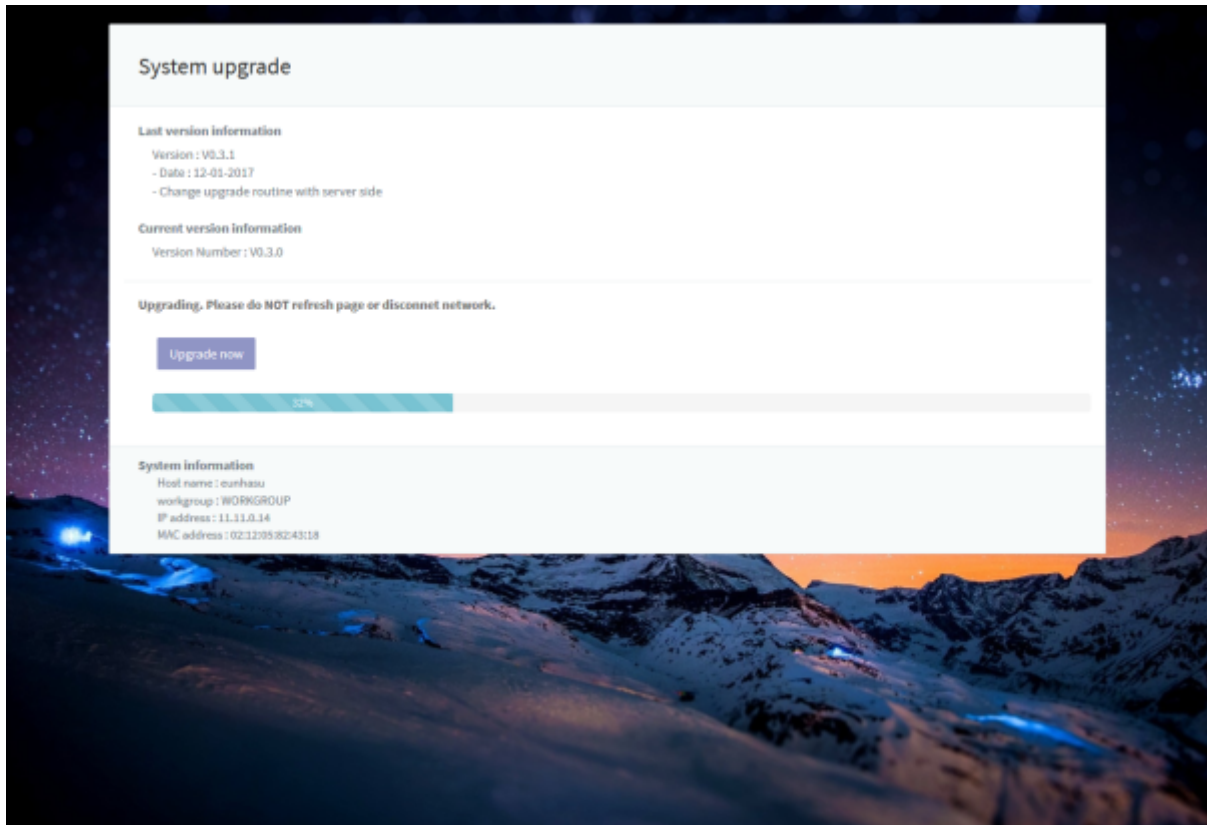 System upgrade
Last version information
Version : V0.3.1
- Date : 12-01-2017
- Change upgrade routine with server side
Current version information
Version Number : V0.3.0
Upgrading. Please do NOT refresh page or disconnet network.
Upgrade now
32%
System information
Host name : eunhasu
workgroup : WORKGROUP
IP address : 11.11.0.14
MAC address : 02:12:05:82:43:18